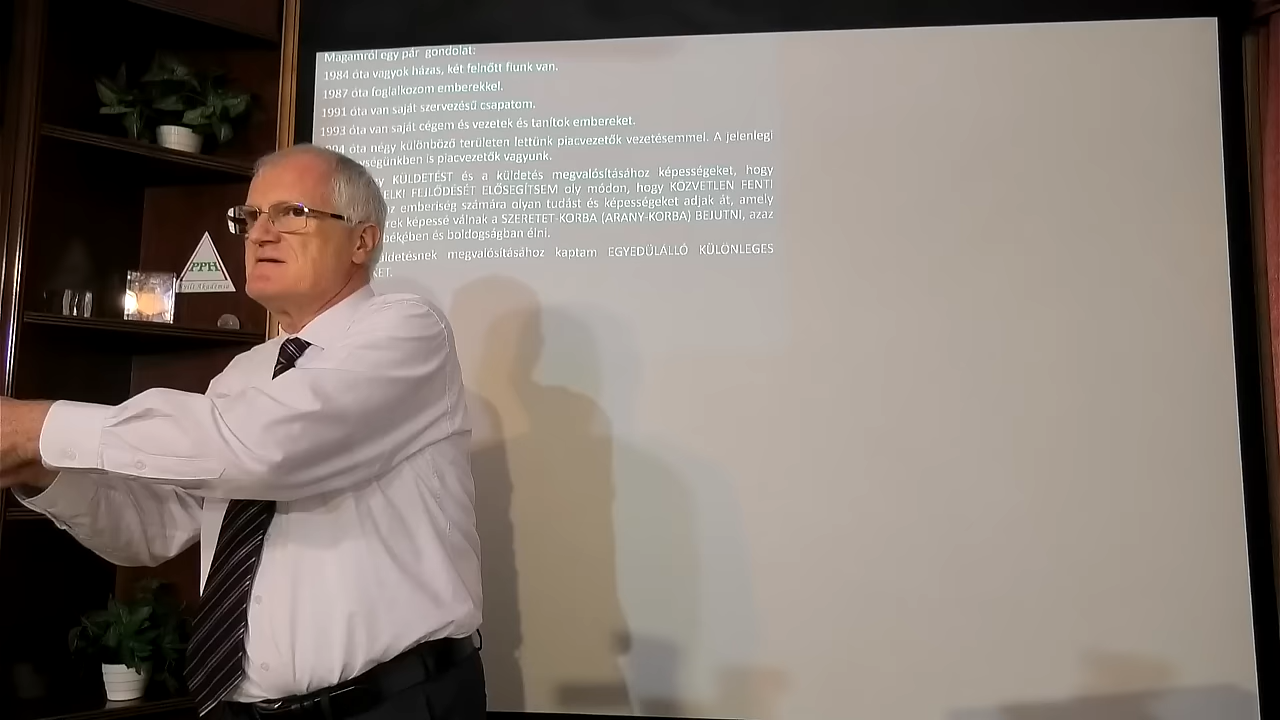 Magamról egy pár gondolat:
1984 óta vagyok házas, két felnőtt fiunk van.
1987 óta foglalkozom emberekkel.
1991 óta van saját szervezésű csapatom.
1993 óta van saját cégem és vezetek és tanítok embereket.
óta négy különböző területen lettünk piacvezetők vezetésemmel. A jelenlegi
is piacvezetők vagyunk.
KÜLDETÉST és a küldetés megvalósításához képességeket, hogy
FEJLŐDÉSÉT ELŐSEGÍTSEM oly módon, hogy KÖZVETLEN FENTI
emberiség számára olyan tudást és képességeket adjak át, amely
képessé válnak a SZERETET-KORBA (ARANY-KORBA) BEJUTNI, azaz
békében és boldogságban élni.
megvalósításához kaptam EGYEDÜLÁLLÓ KÜLÖNLEGES
PPH